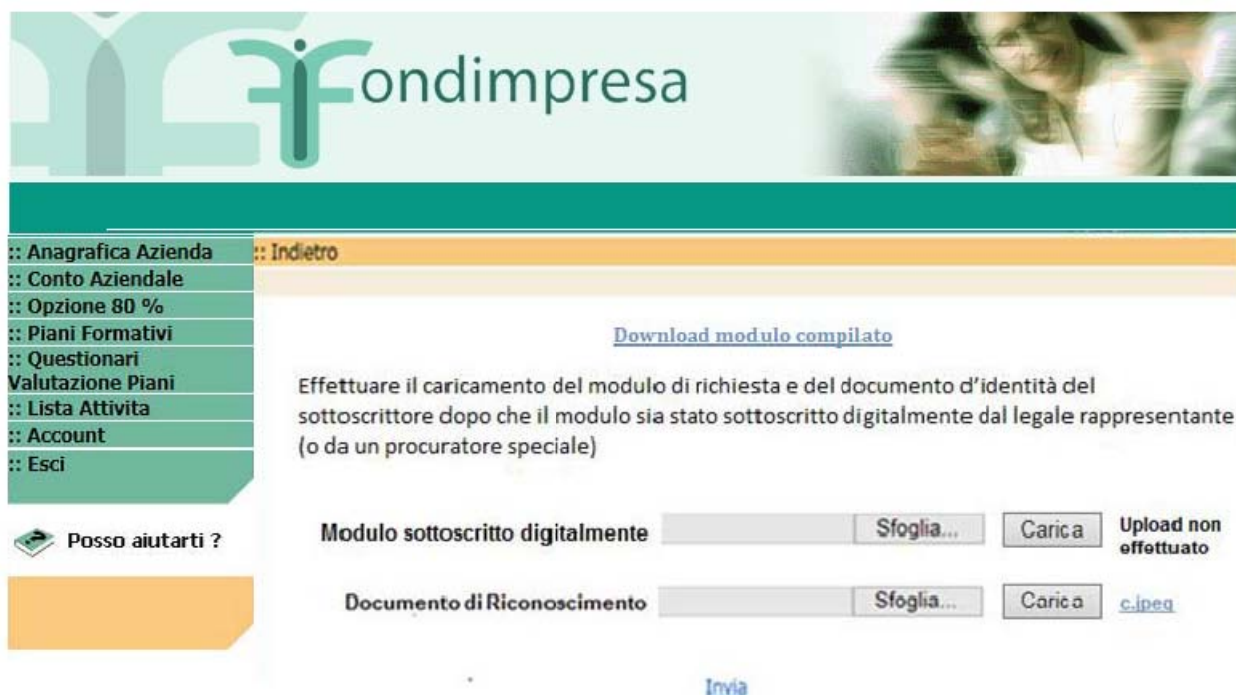 Fondimpresa
:: Anagrafica Azienda
:: Conto Aziendale
:: Opzione 80 %
:: Piani Formativi
:: Questionari
Valutazione Piani
:: Lista Attivita
:: Account
:: Esci
Posso aiutarti ?
:: Indietro
Download modulo compilato
Effettuare il caricamento del modulo di richiesta e del documento d'identità del
sottoscrittore dopo che il modulo sia stato sottoscritto digitalmente dal legale rappresentante
(o da un procuratore speciale)
Modulo sottoscritto digitalmente Sfoglia... Carica Upload non
effettuato
Documento di Riconoscimento Sfoglia... Carica c.jpeg
Invia